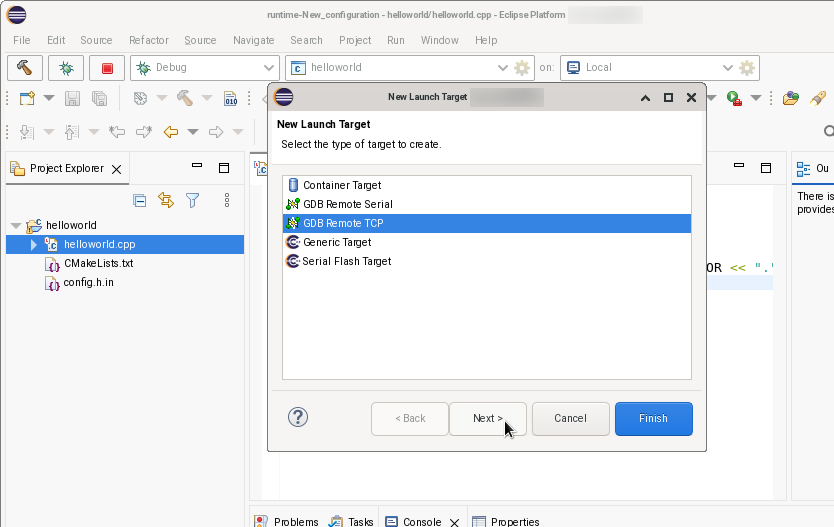 runtime-New_configuration - helloworld/helloworld.cpp - Eclipse Platform
File Edit Source Refactor Source Navigate Search Project Run Window Help
Debug helloworld on: Local
010
New Launch Target
Project Explorer
Ou
New Launch Target
Select the type of target to create.
There is
provides
helloworld
helloworld.cpp
CMakeLists.txt
config.h.in
Container Target
GDB Remote Serial
GDB Remote TCP
Generic Target
Serial Flash Target
OR << "."
< Back Next > Cancel Finish
Problems Tasks Console Properties